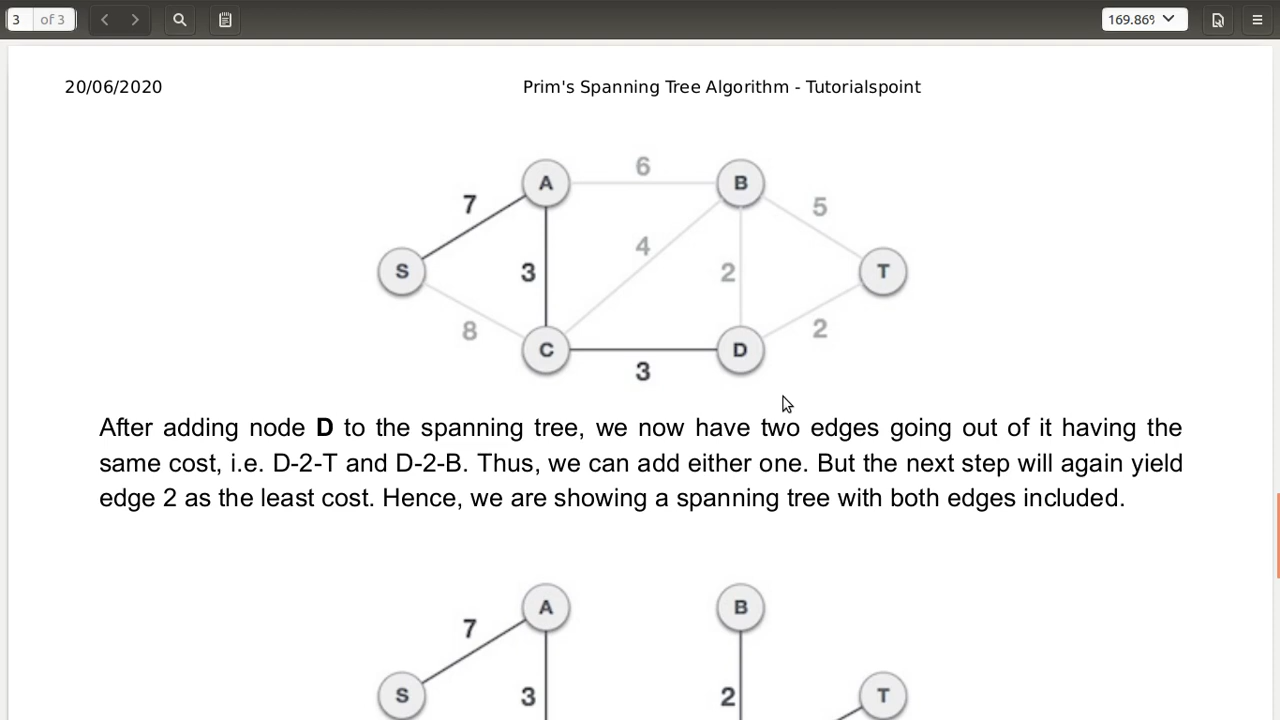 3 of 3
169.86%
20/06/2020 Prim's Spanning Tree Algorithm - Tutorialspoint
6
A B
7 5
4
S 3 2 T
8 2
C D
3
After adding node D to the spanning tree, we now have two edges going out of it having the
same cost, i.e. D-2-T and D-2-B. Thus, we can add either one. But the next step will again yield
edge 2 as the least cost. Hence, we are showing a spanning tree with both edges included.
A B
7
S 3 2 T